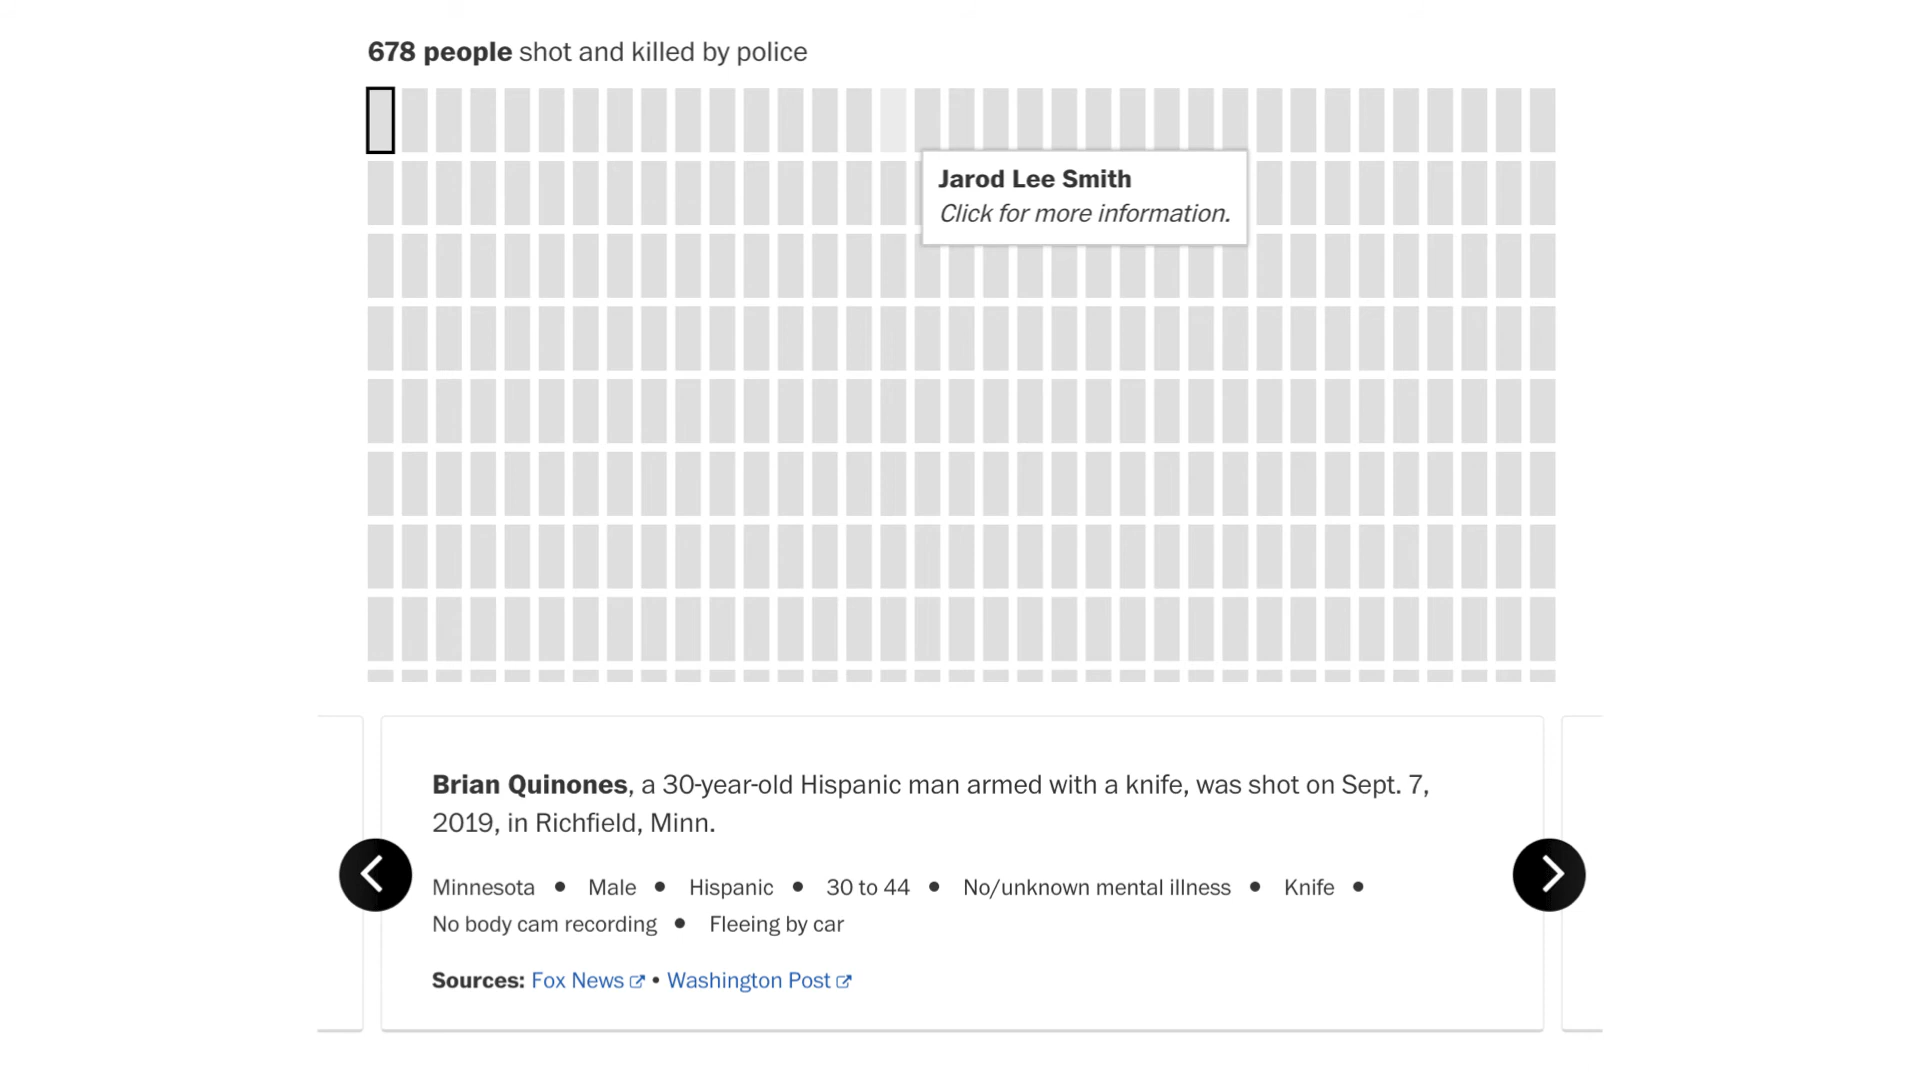 678 people shot and killed by police
Jarod Lee Smith
Click for more information.
Brian Quinones, a 30-year-old Hispanic man armed with a knife, was shot on Sept. 7,
2019, in Richfield, Minn.
Minnesota • Male • Hispanic • 30 to 44 • No/unknown mental illness • Knife •
No body cam recording • Fleeing by car
Sources: Fox News • Washington Post